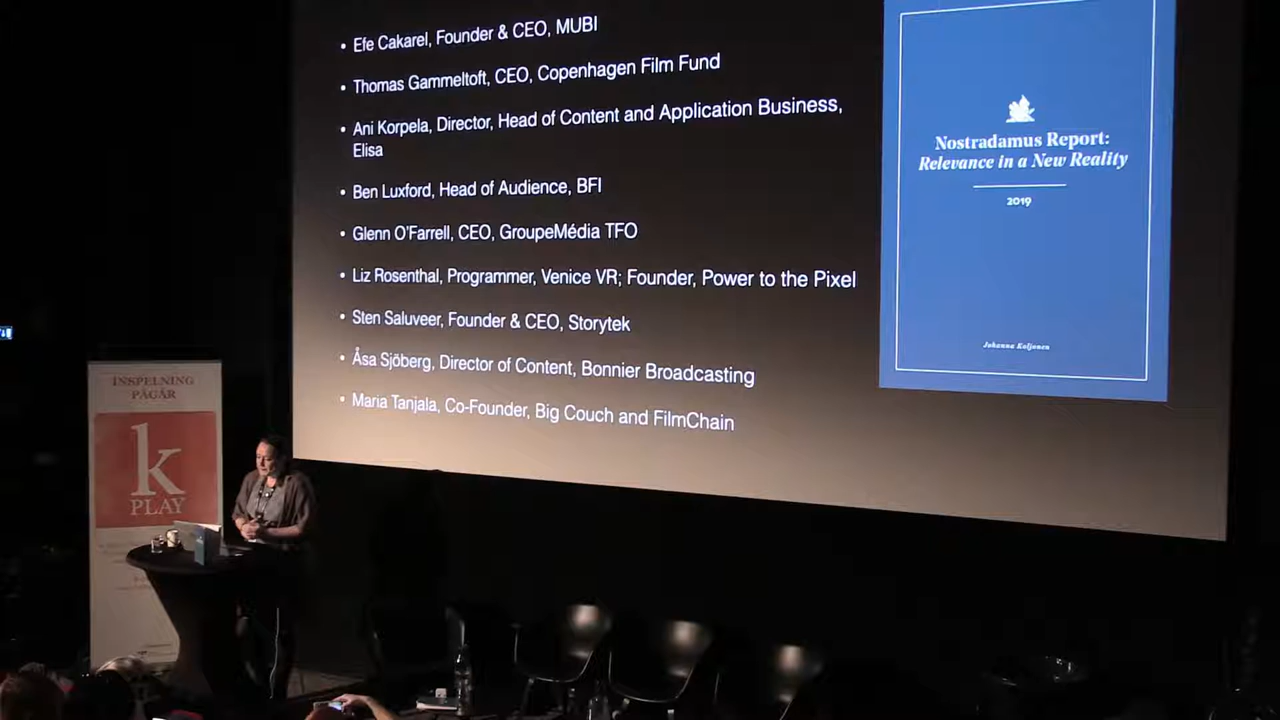 • Efe Cakarel, Founder & CEO, MUBI
• Thomas Gammeltoft, CEO, Copenhagen Film Fund
• Ani Korpela, Director, Head of Content and Application Business,
Elisa
• Ben Luxford, Head of Audience, BFI
• Glenn O'Farrell, CEO, GroupeMédia TFO
• Liz Rosenthal, Programmer, Venice VR; Founder, Power to the Pixel
• Sten Saluveer, Founder & CEO, Storytek
• Åsa Sjöberg, Director of Content, Bonnier Broadcasting
• Maria Tanjala, Co-Founder, Big Couch and FilmChain
Nostradamus Report:
Relevance in a New Reality
2019
Johanna Koljonen
INSPELNING
PÅGÅR
k
PLAY